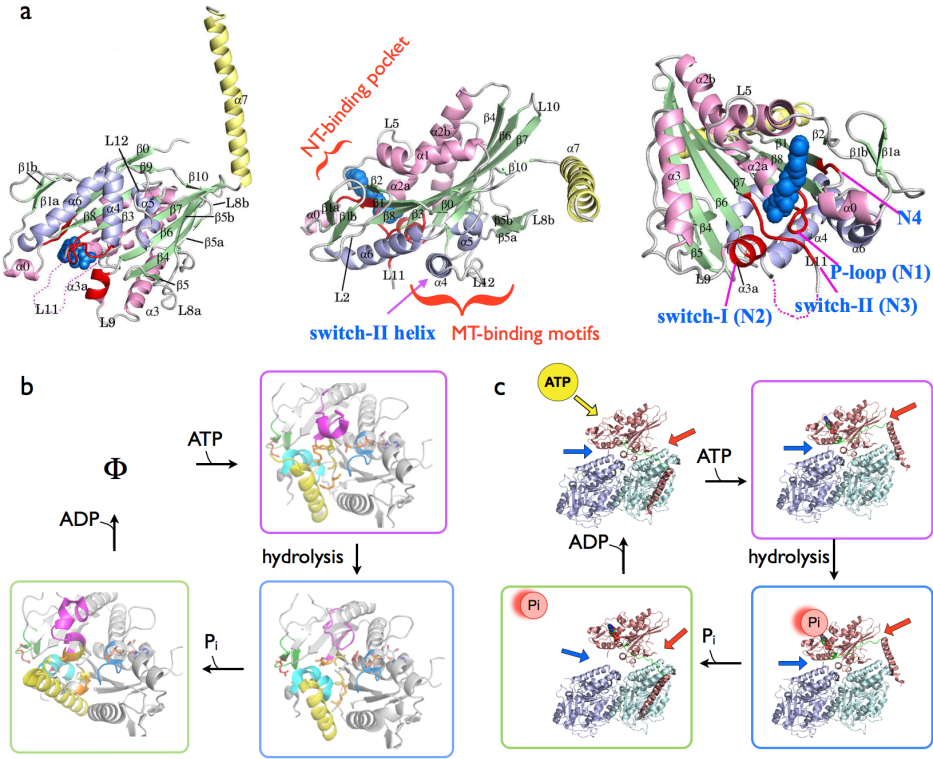 a
α7
L12
β0
β9
β10
β1b
β1a
α6
α4
α5
β7
L8b
β5b
β8
β3
β6
β5a
β4
α0
α3a
β5
L11
L9
α3
L8a
NT-binding pocket
L10
β4
L5
β6
β7
α2b
α1
α7
β10
β2
α2a
β1
β1a
β0
α0
β1b
β8
β3
β5b
L8b
α5
β5a
α6
L11
L2
α4
L12
switch-II helix
MT-binding motifs
α2b
L5
β2
β1
β8
β1b
β1a
α3
α2a
β7
α0
β6
N4
β4
α4
α6
β5
L11
P-loop (N1)
L9
α3a
switch-II (N3)
switch-I (N2)
b
ATP
Φ
ADP
hydrolysis
Pi
c
ATP
ATP
ADP
hydrolysis
Pi
Pi
Pi